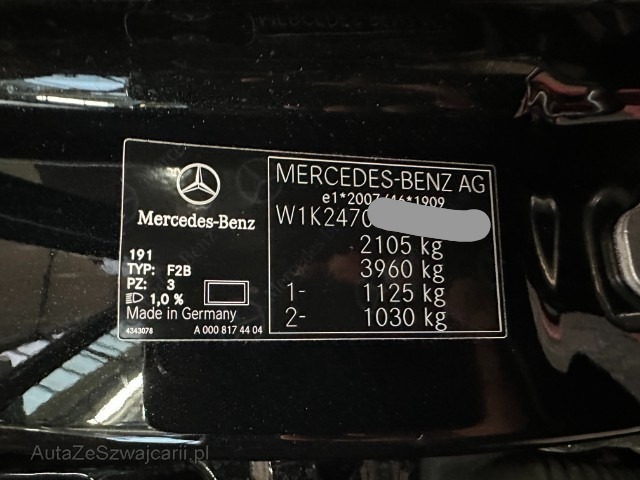 Mercedes-Benz
191
TYP: F2B
PZ: 3
1,0 %
Made in Germany
4343078
A 000 817 44 04
MERCEDES-BENZ AG
e1*2007/46*1909
W1K2470
2105 kg
3960 kg
1- 1125 kg
2- 1030 kg
AutaZeSzwajcarii.pl